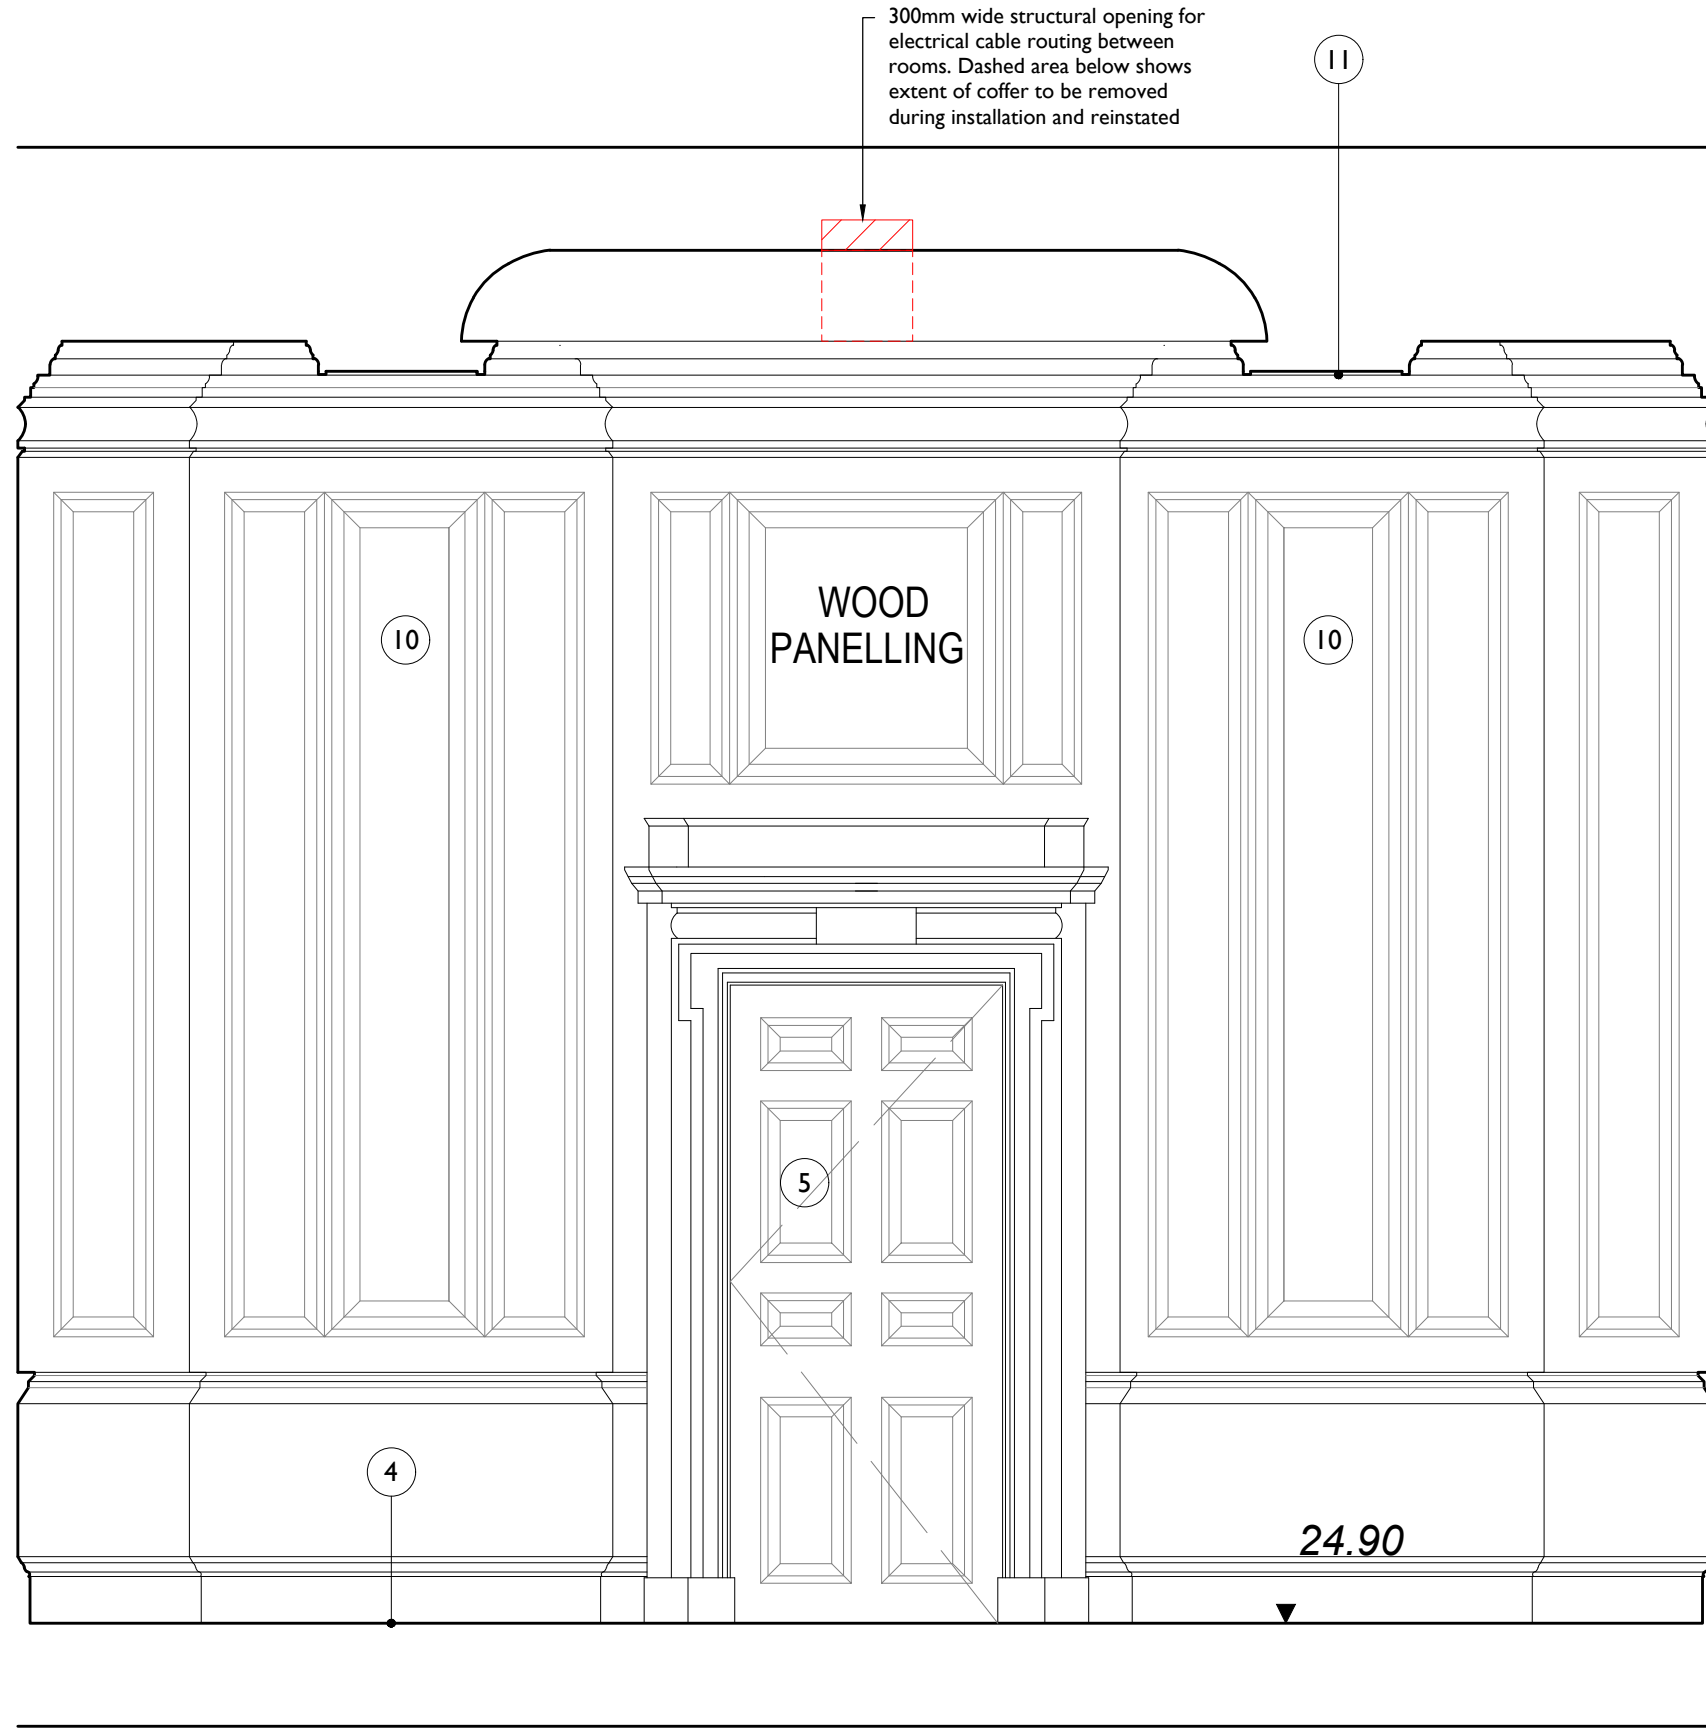 300mm wide structural opening for
electrical cable routing between
rooms. Dashed area below shows
extent of coffer to be removed
during installation and reinstated
11
WOOD
PANELLING
10
10
5
4
24.90